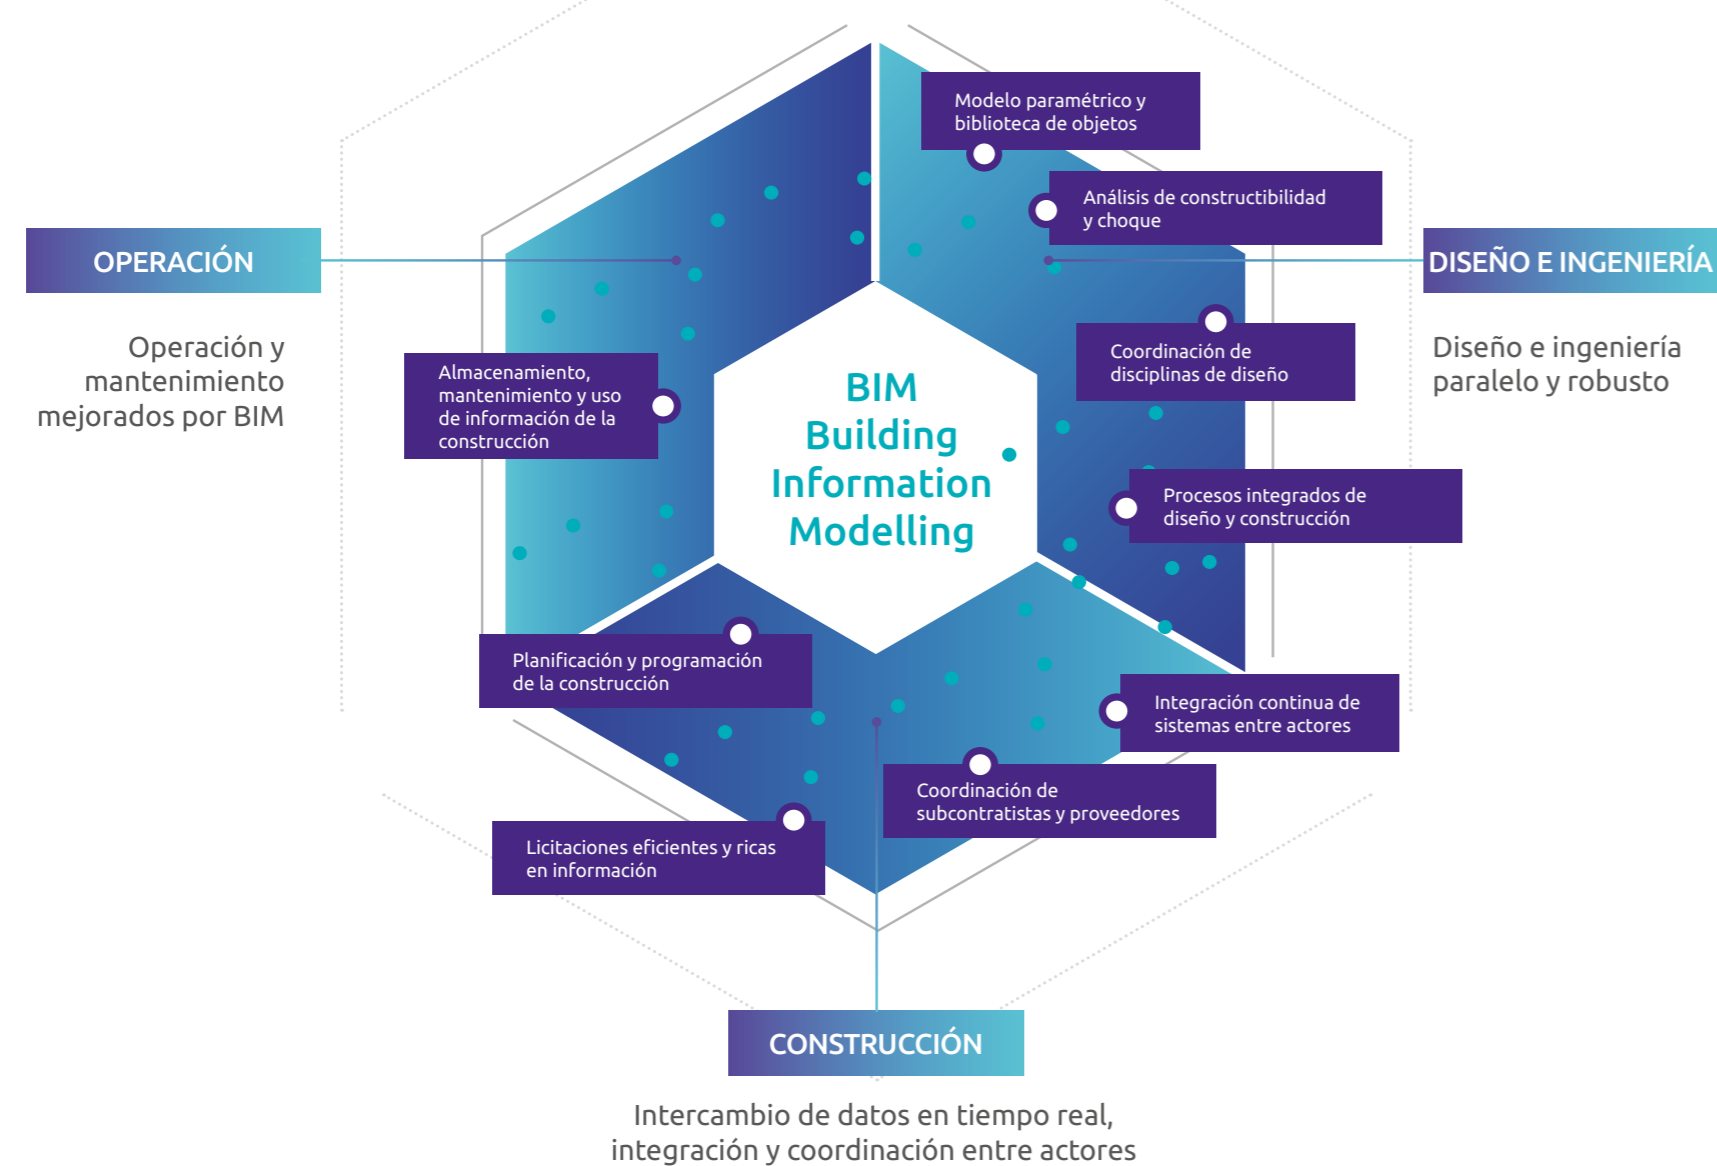 Modelo paramétrico y
biblioteca de objetos
Análisis de constructibilidad
y choque
OPERACIÓN
DISEÑO E INGENIERÍA
Operación y
mantenimiento
mejorados por BIM
Diseño e ingeniería
paralelo y robusto
Coordinación de
disciplinas de diseño
Almacenamiento,
mantenimiento y uso
de información de la
construcción
BIM
Building
Information
Modelling
Procesos integrados de
diseño y construcción
Planificación y programación
de la construcción
Integración continua de
sistemas entre actores
Coordinación de
subcontratistas y proveedores
Licitaciones eficientes y ricas
en información
CONSTRUCCIÓN
Intercambio de datos en tiempo real,
integración y coordinación entre actores